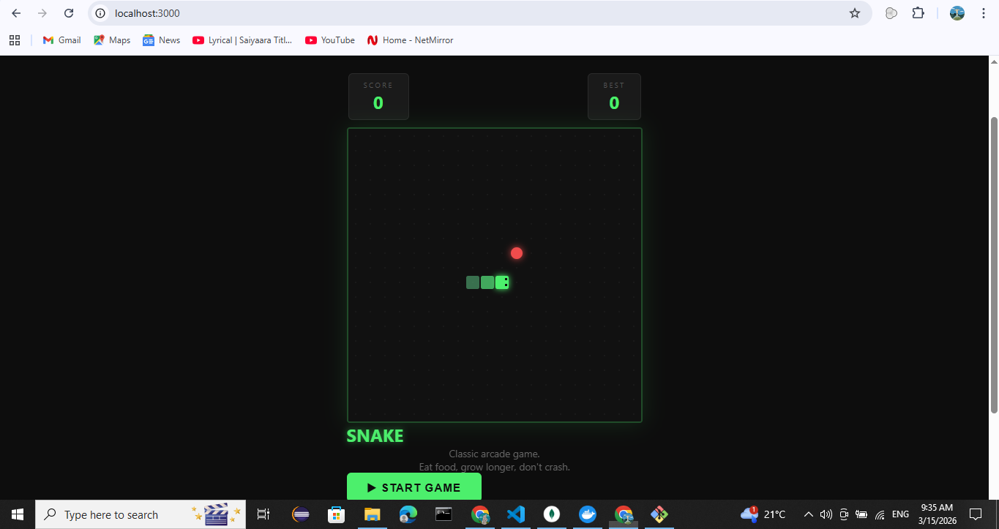 localhost:3000
Gmail
Maps
News
Lyrical | Saiyaara Titl...
YouTube
Home - NetMirror
SCORE
0
BEST
0
SNAKE
Classic arcade game.
Eat food, grow longer, don't crash.
▶ START GAME
Type here to search
1
21°C
ENG
9:35 AM
3/15/2026